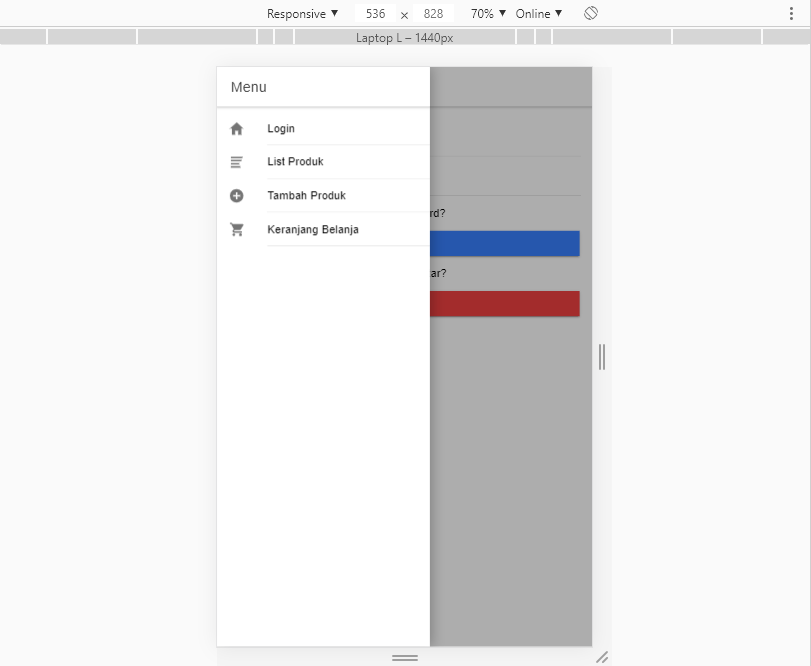 Responsive ▼ 536 × 828 70% ▼ Online ▼
Laptop L – 1440px
Menu
Login
List Produk
Tambah Produk
rd?
Keranjang Belanja
ar?